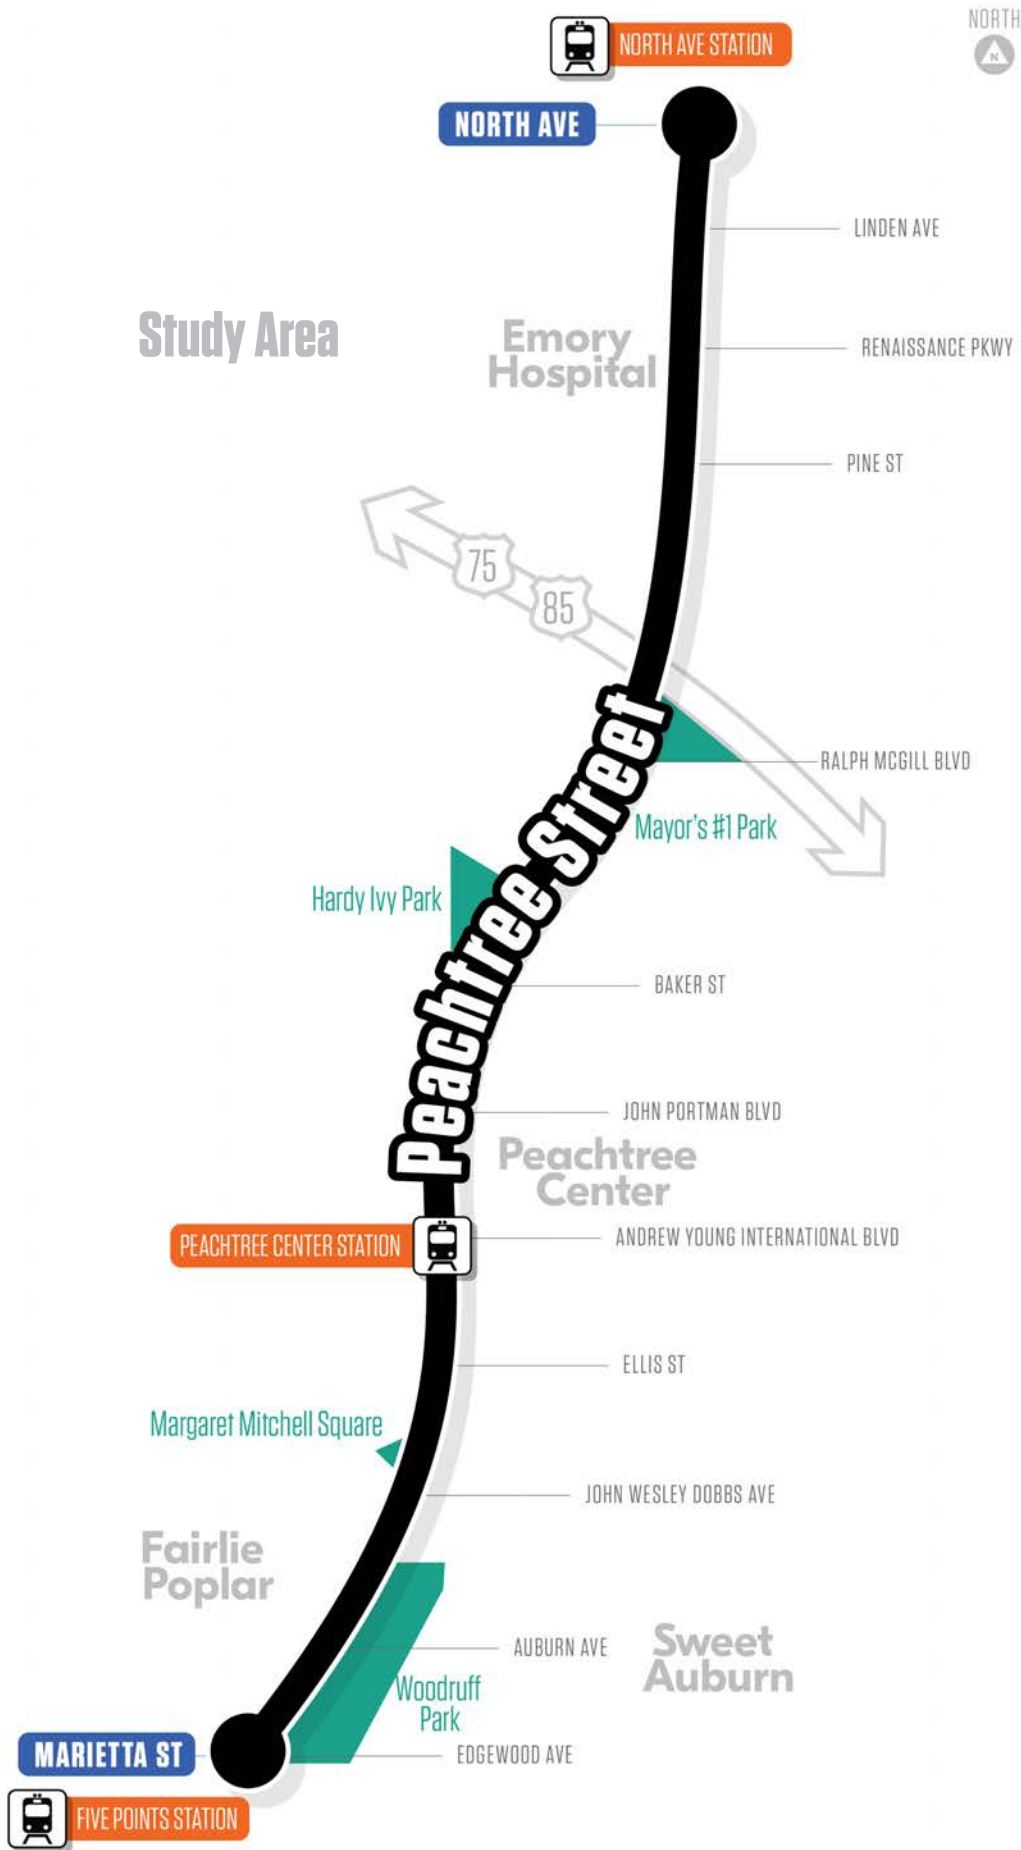 NORTH
N
NORTH AVE STATION
NORTH AVE
LINDEN AVE
Study Area
Emory
Hospital
RENAISSANCE PKWY
PINE ST
75
85
Peachtree Street
RALPH MCGILL BLVD
Mayor's #1 Park
Hardy Ivy Park
BAKER ST
JOHN PORTMAN BLVD
Peachtree
Center
PEACHTREE CENTER STATION
ANDREW YOUNG INTERNATIONAL BLVD
ELLIS ST
Margaret Mitchell Square
JOHN WESLEY DOBBS AVE
Fairlie
Poplar
AUBURN AVE
Sweet
Auburn
Woodruff
Park
MARIETTA ST
EDGEWOOD AVE
FIVE POINTS STATION